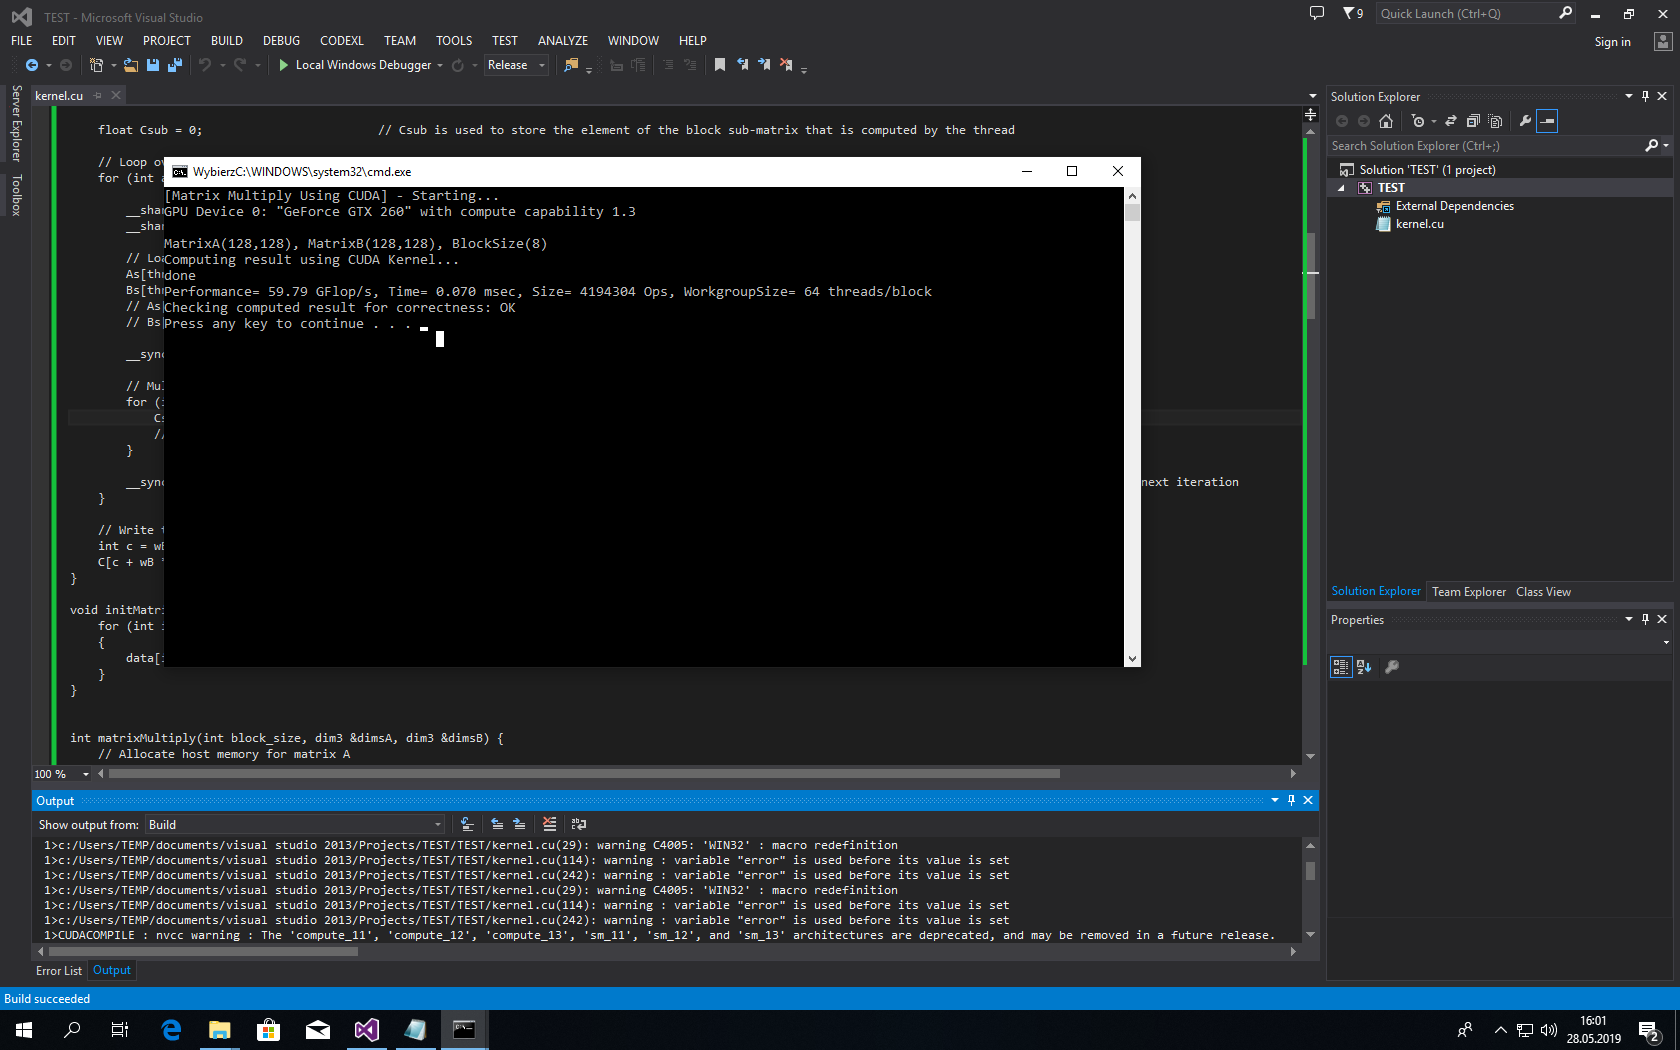 TEST - Microsoft Visual Studio
9
Quick Launch (Ctrl+Q)
FILE EDIT VIEW PROJECT BUILD DEBUG CODEXL TEAM TOOLS TEST ANALYZE WINDOW HELP
Sign in
Local Windows Debugger
Release
Server Explorer
Toolbox
kernel.cu
float Csub = 0; // Csub is used to store the element of the block sub-matrix that is computed by the thread
// Loop ov
for (int a
__shar
__shar
// Loa
As[thr
Bs[thr
// As[
// Bs[
__sync
// Mul
for (i
Cs
//
}
__sync
next iteration
}
// Write t
int c = wB
C[c + wB *
}
void initMatri
for (int i
{
data[i
}
}
int matrixMultiply(int block_size, dim3 &dimsA, dim3 &dimsB) {
// Allocate host memory for matrix A
100 %
WybierzC:\WINDOWS\system32\cmd.exe
[Matrix Multiply Using CUDA] - Starting...
GPU Device 0: "GeForce GTX 260" with compute capability 1.3
MatrixA(128,128), MatrixB(128,128), BlockSize(8)
Computing result using CUDA Kernel...
done
Performance= 59.79 GFlop/s, Time= 0.070 msec, Size= 4194304 Ops, WorkgroupSize= 64 threads/block
Checking computed result for correctness: OK
Press any key to continue . . .
Solution Explorer
Search Solution Explorer (Ctrl+;)
Solution 'TEST' (1 project)
TEST
External Dependencies
kernel.cu
Solution Explorer Team Explorer Class View
Properties
Output
Show output from: Build
1>c:/Users/TEMP/documents/visual studio 2013/Projects/TEST/TEST/kernel.cu(29): warning C4005: 'WIN32' : macro redefinition
1>c:/Users/TEMP/documents/visual studio 2013/Projects/TEST/TEST/kernel.cu(114): warning : variable "error" is used before its value is set
1>c:/Users/TEMP/documents/visual studio 2013/Projects/TEST/TEST/kernel.cu(242): warning : variable "error" is used before its value is set
1>c:/Users/TEMP/documents/visual studio 2013/Projects/TEST/TEST/kernel.cu(29): warning C4005: 'WIN32' : macro redefinition
1>c:/Users/TEMP/documents/visual studio 2013/Projects/TEST/TEST/kernel.cu(114): warning : variable "error" is used before its value is set
1>c:/Users/TEMP/documents/visual studio 2013/Projects/TEST/TEST/kernel.cu(242): warning : variable "error" is used before its value is set
1>CUDACOMPILE : nvcc warning : The 'compute_11', 'compute_12', 'compute_13', 'sm_11', 'sm_12', and 'sm_13' architectures are deprecated, and may be removed in a future release.
Error List Output
Build succeeded
16:01
28.05.2019
2